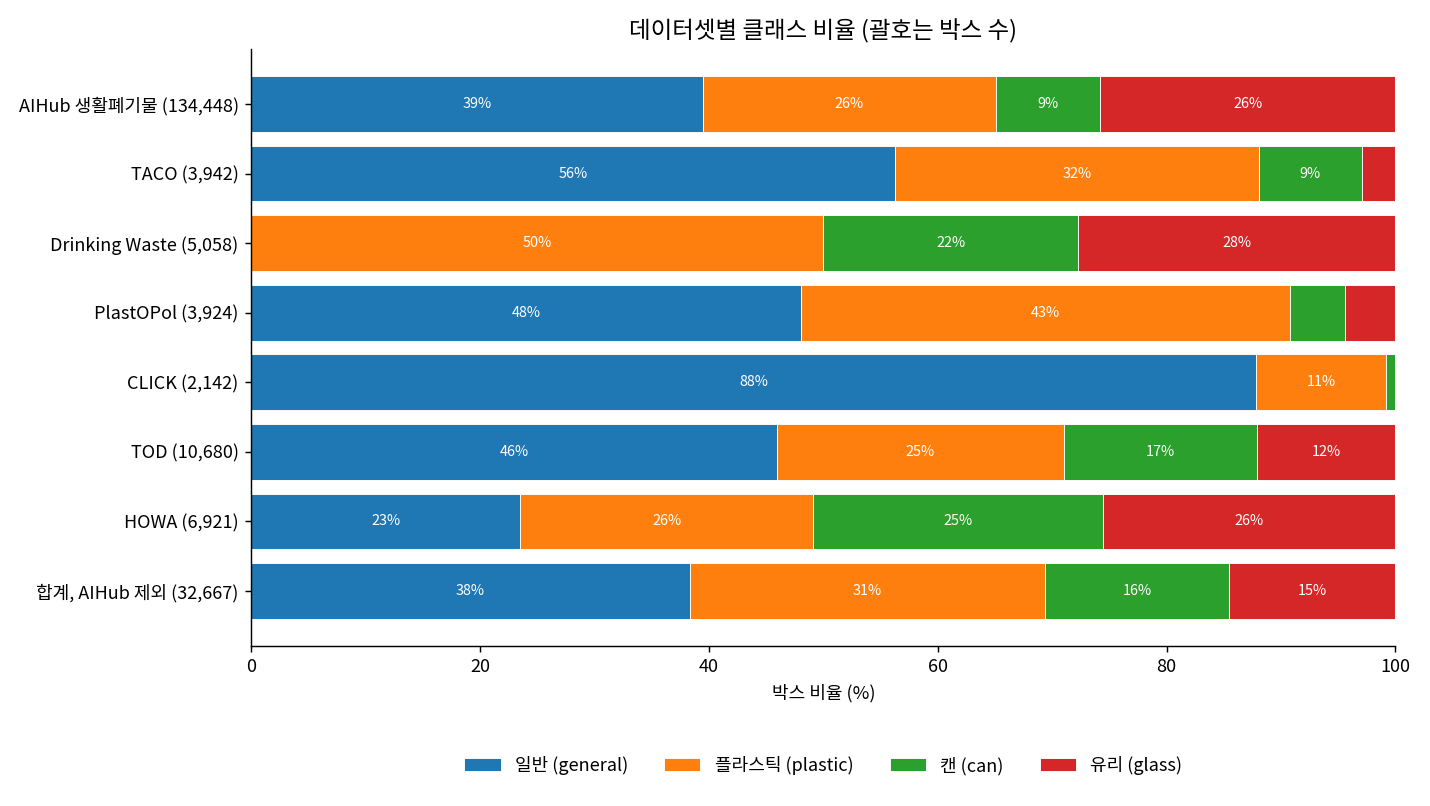 데이터셋별 클래스 비율 (괄호는 박스 수)
AIHub 생활폐기물 (134,448)
39% 26% 9% 26%
TACO (3,942)
56% 32% 9%
Drinking Waste (5,058)
50% 22% 28%
PlastOPol (3,924)
48% 43%
CLICK (2,142)
88% 11%
TOD (10,680)
46% 25% 17% 12%
HOWA (6,921)
23% 26% 25% 26%
합계, AIHub 제외 (32,667)
38% 31% 16% 15%
0 20 40 60 80 100
박스 비율 (%)
일반 (general) 플라스틱 (plastic) 캔 (can) 유리 (glass)